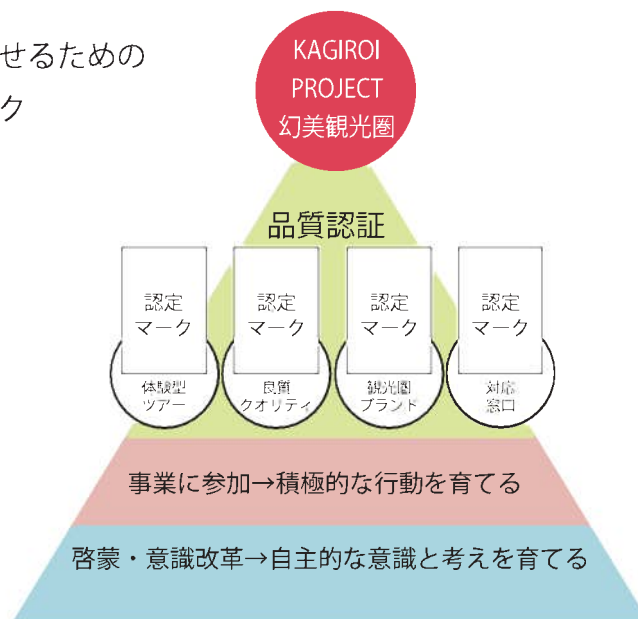 せるための
ク
KAGIROI
PROJECT
幻美観光圏
品質認証
認定
マーク
認定
マーク
認定
マーク
認定
マーク
体験型
ツアー
良質
クオリティ
観光圏
ブランド
対応
窓口
事業に参加→積極的な行動を育てる
啓蒙・意識改革→自主的な意識と考えを育てる